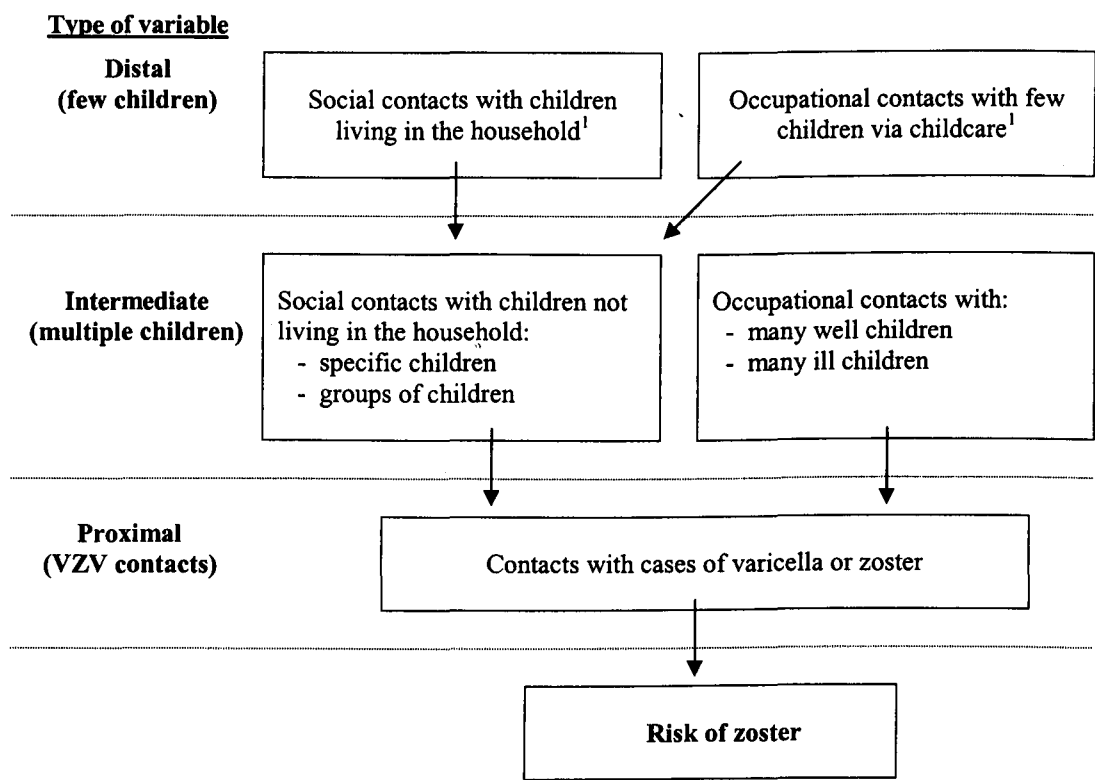 Type of variable
Distal
(few children)
Social contacts with children
living in the household¹
Occupational contacts with few
children via childcare¹
Intermediate
(multiple children)
Social contacts with children not
living in the household:
- specific children
- groups of children
Occupational contacts with:
- many well children
- many ill children
Proximal
(VZV contacts)
Contacts with cases of varicella or zoster
Risk of zoster